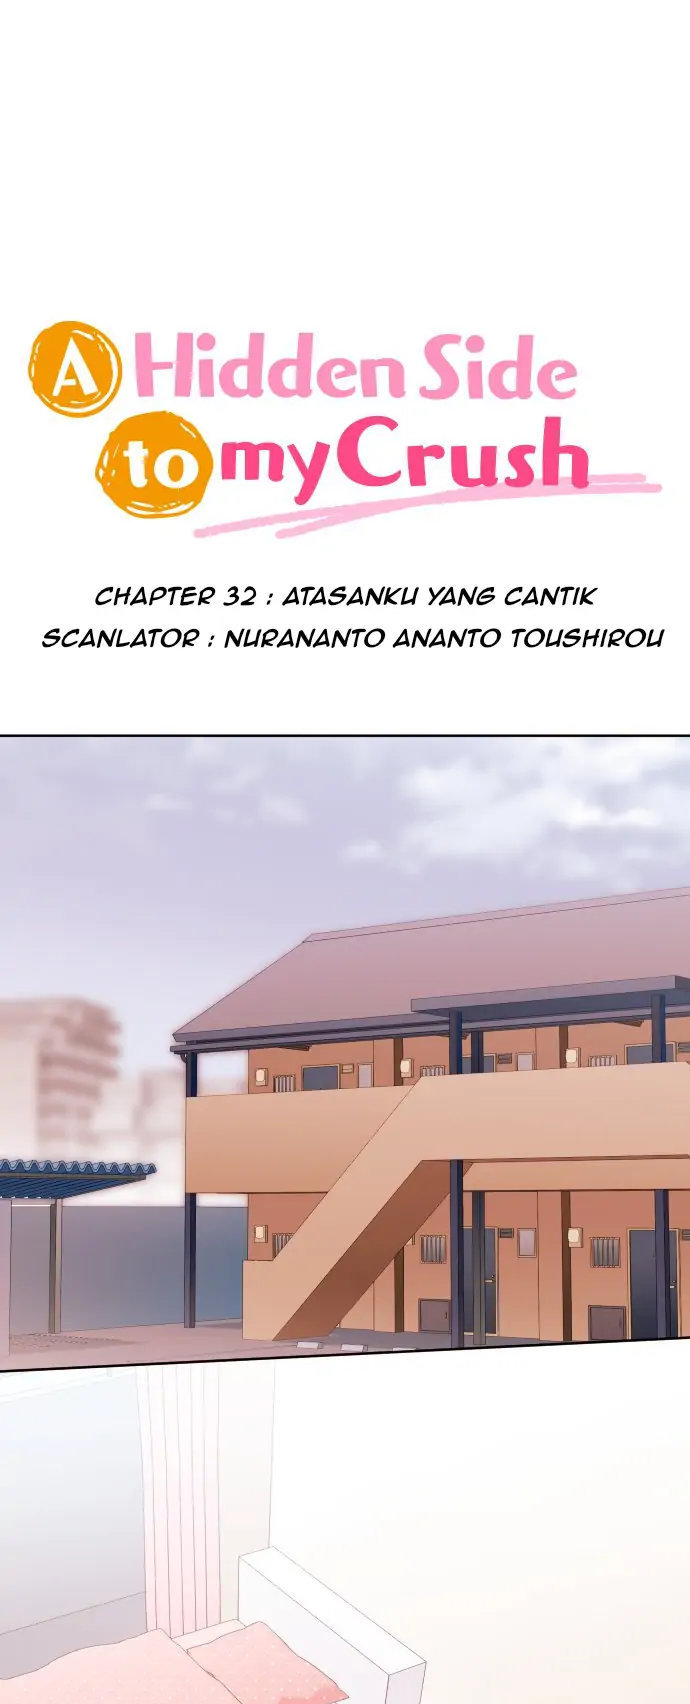 A Hidden Side
to my Crush
CHAPTER 32 : ATASANKU YANG CANTIK
SCANLATOR : NURANANTO ANANTO TOUSHIROU